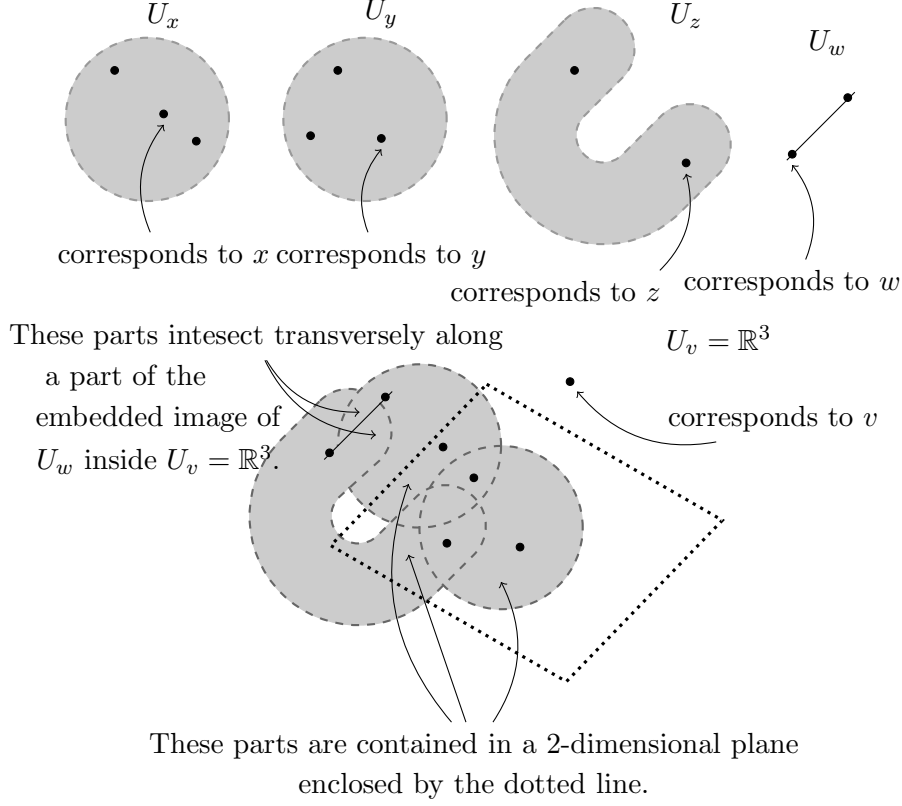 U_x U_y U_z U_w
corresponds to x corresponds to y
corresponds to z corresponds to w
These parts intesect transversely along
a part of the
embedded image of
U_w inside U_v = ℝ³.
U_v = ℝ³
corresponds to v
These parts are contained in a 2-dimensional plane
enclosed by the dotted line.